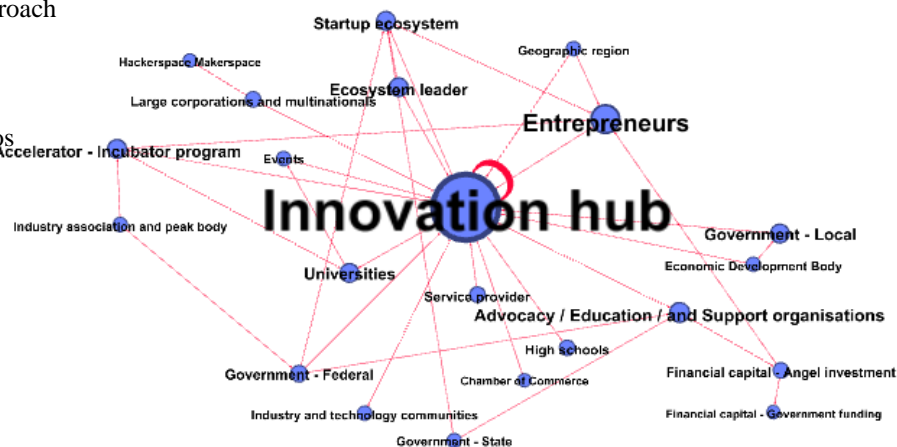 roach
Startup ecosystem
Geographic region
Hackerspace Makerspace
Ecosystem leader
Large corporations and multinationals
Entrepreneurs
os
Accelerator - Incubator program
Events
Innovation hub
Industry association and peak body
Government - Local
Economic Development Body
Universities
Service provider
Advocacy / Education / and Support organisations
High schools
Government - Federal
Financial capital - Angel investment
Chamber of Commerce
Industry and technology communities
Financial capital - Government funding
Government - State